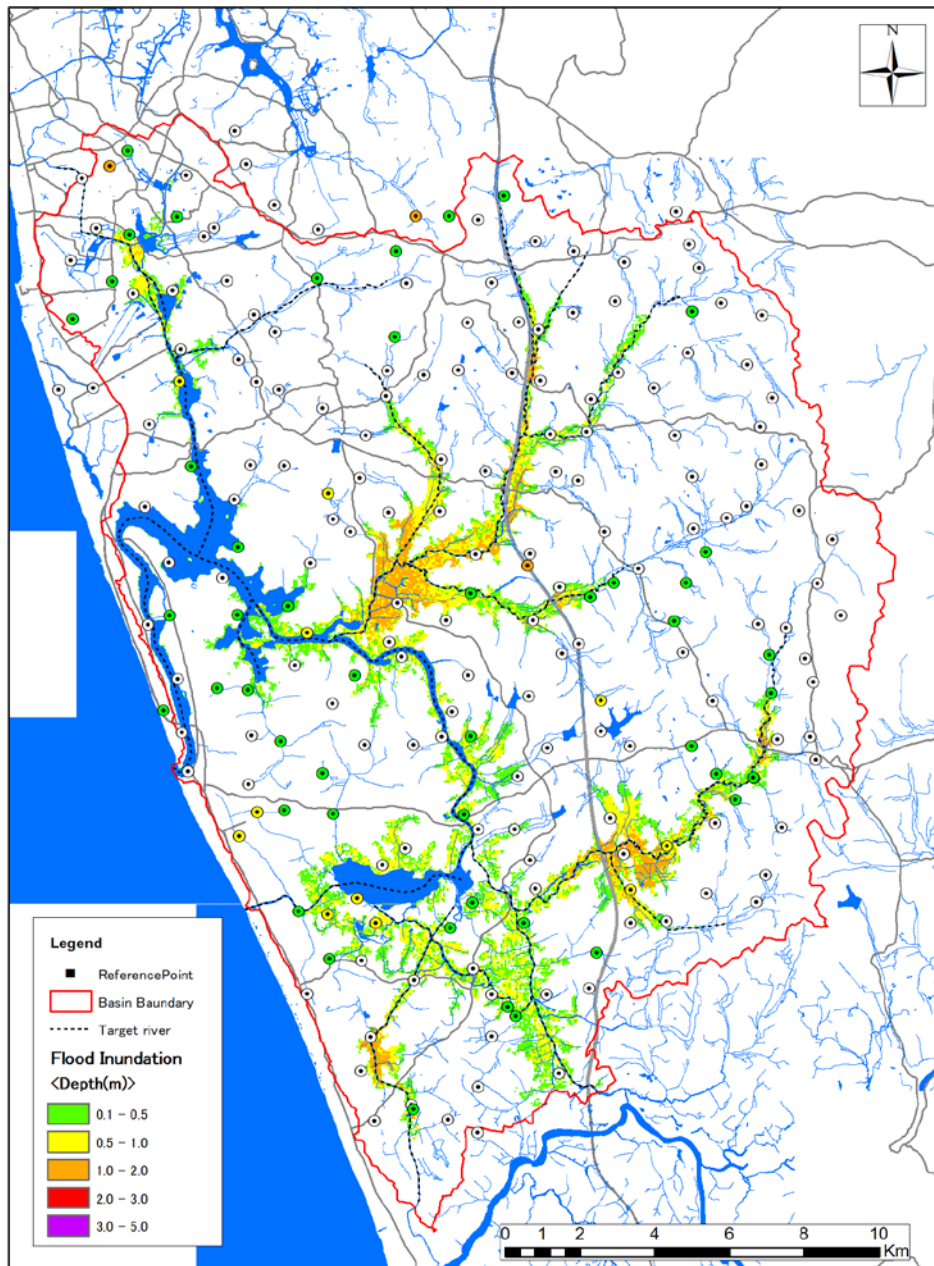 N
Legend
ReferencePoint
Basin Baundary
Target river
Flood Inundation
<Depth(m)>
0.1 - 0.5
0.5 - 1.0
1.0 - 2.0
2.0 - 3.0
3.0 - 5.0
0 1 2 4 6 8 10
Km